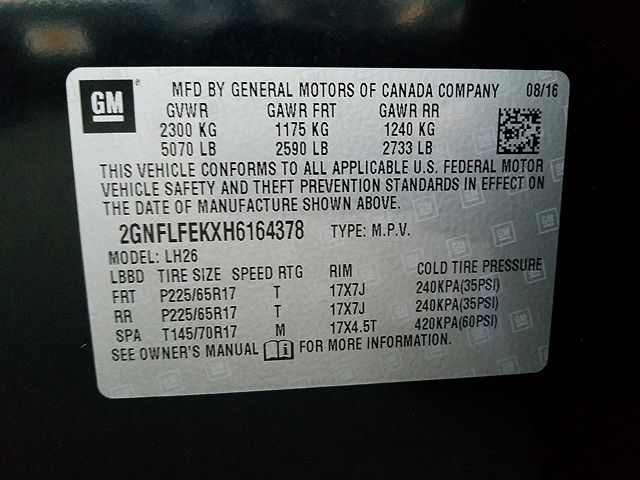 GM ® MFD BY GENERAL MOTORS OF CANADA COMPANY 08/16
GVWR GAWR FRT GAWR RR
2300 KG 1175 KG 1240 KG
5070 LB 2590 LB 2733 LB
THIS VEHICLE CONFORMS TO ALL APPLICABLE U.S. FEDERAL MOTOR
VEHICLE SAFETY AND THEFT PREVENTION STANDARDS IN EFFECT ON
THE DATE OF MANUFACTURE SHOWN ABOVE.
2GNFLFEKXH6164378 TYPE: M.P.V.
MODEL: LH26
LBBD TIRE SIZE SPEED RTG RIM COLD TIRE PRESSURE
FRT P225/65R17 T 17X7J 240KPA(35PSI)
RR P225/65R17 T 17X7J 240KPA(35PSI)
SPA T145/70R17 M 17X4.5T 420KPA(60PSI)
SEE OWNER'S MANUAL FOR MORE INFORMATION.